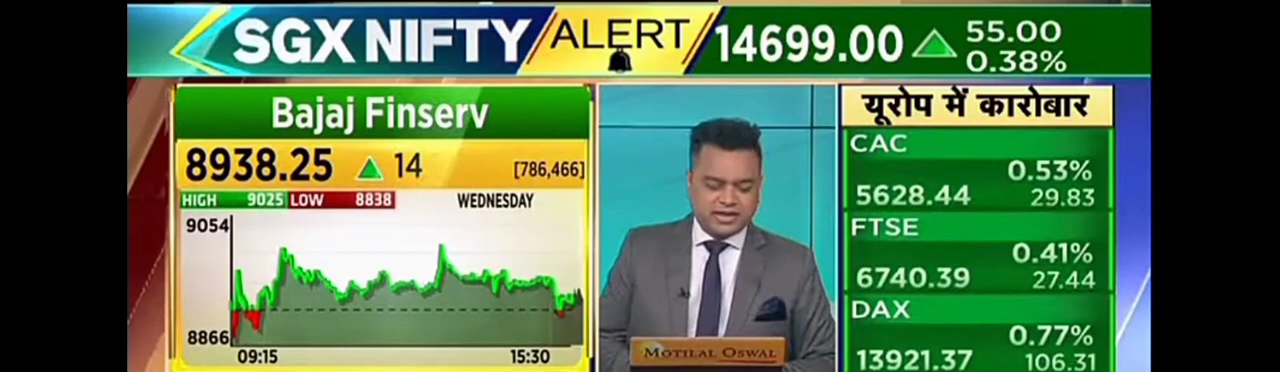 SGX NIFTY ALERT 14699.00 55.00
0.38%
Bajaj Finserv
8938.25 14 [786,466]
HIGH 9025 LOW 8838 WEDNESDAY
9054
8866
09:15 15:30
MOTILAL OSWAL
यूरोप में कारोबार
CAC
0.53%
5628.44 29.83
FTSE
0.41%
6740.39 27.44
DAX
0.77%
13921.37 106.31